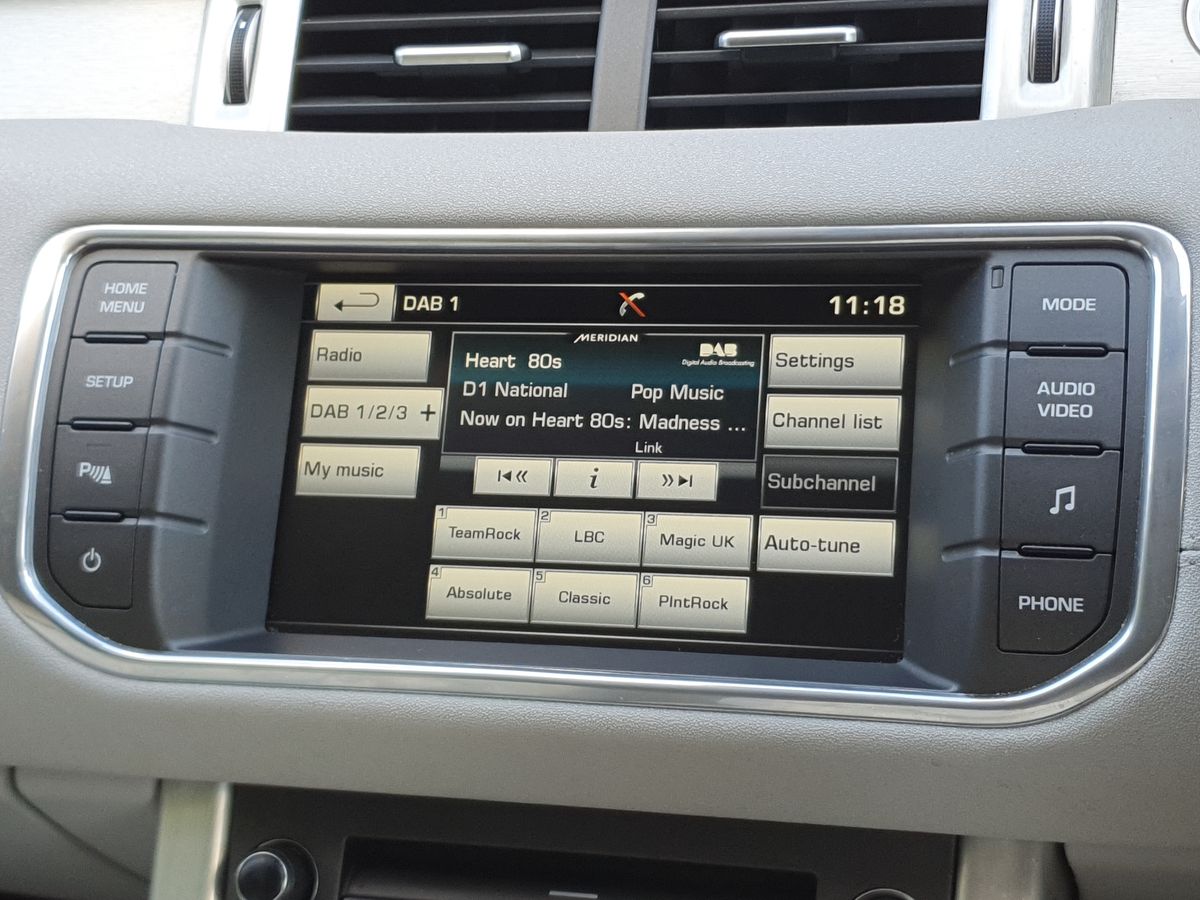 HOME
MENU
SETUP
P
DAB 1
11:18
Radio
DAB 1/2/3 +
My music
MERIDIAN
DAB
Digital Audio Broadcasting
Heart 80s
D1 National Pop Music
Now on Heart 80s: Madness ...
Link
i
Settings
Channel list
Subchannel
Auto-tune
1 TeamRock
2 LBC
3 Magic UK
4 Absolute
5 Classic
6 PlntRock
MODE
AUDIO
VIDEO
PHONE